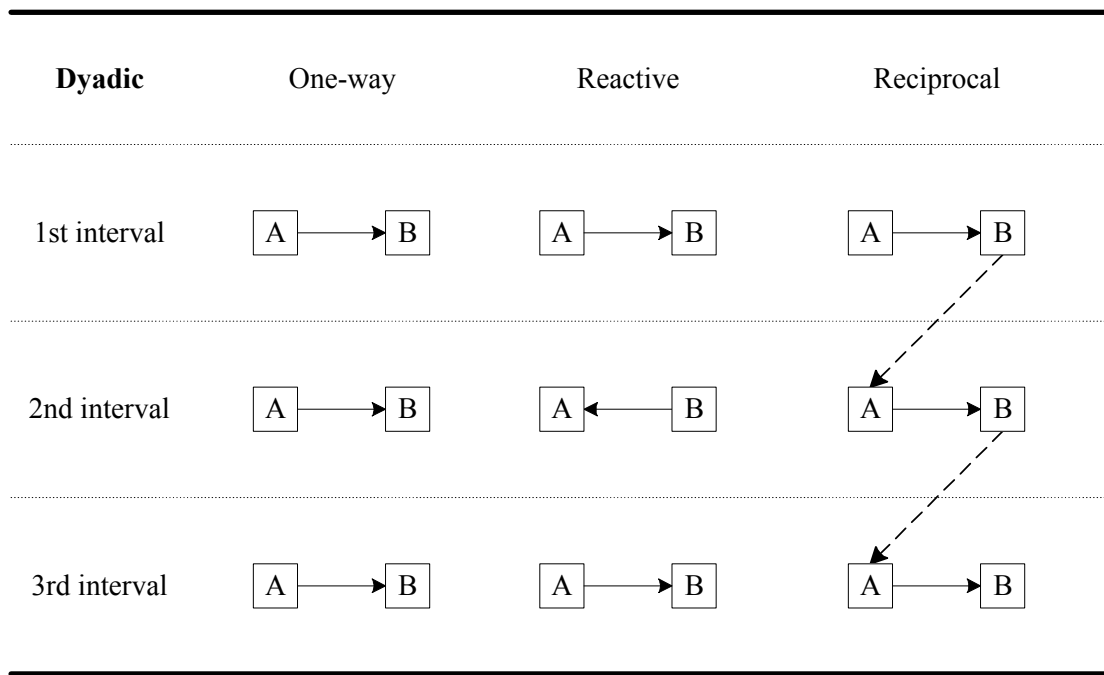 Dyadic One-way Reactive Reciprocal
1st interval A B A B A B
2nd interval A B A B A B
3rd interval A B A B A B